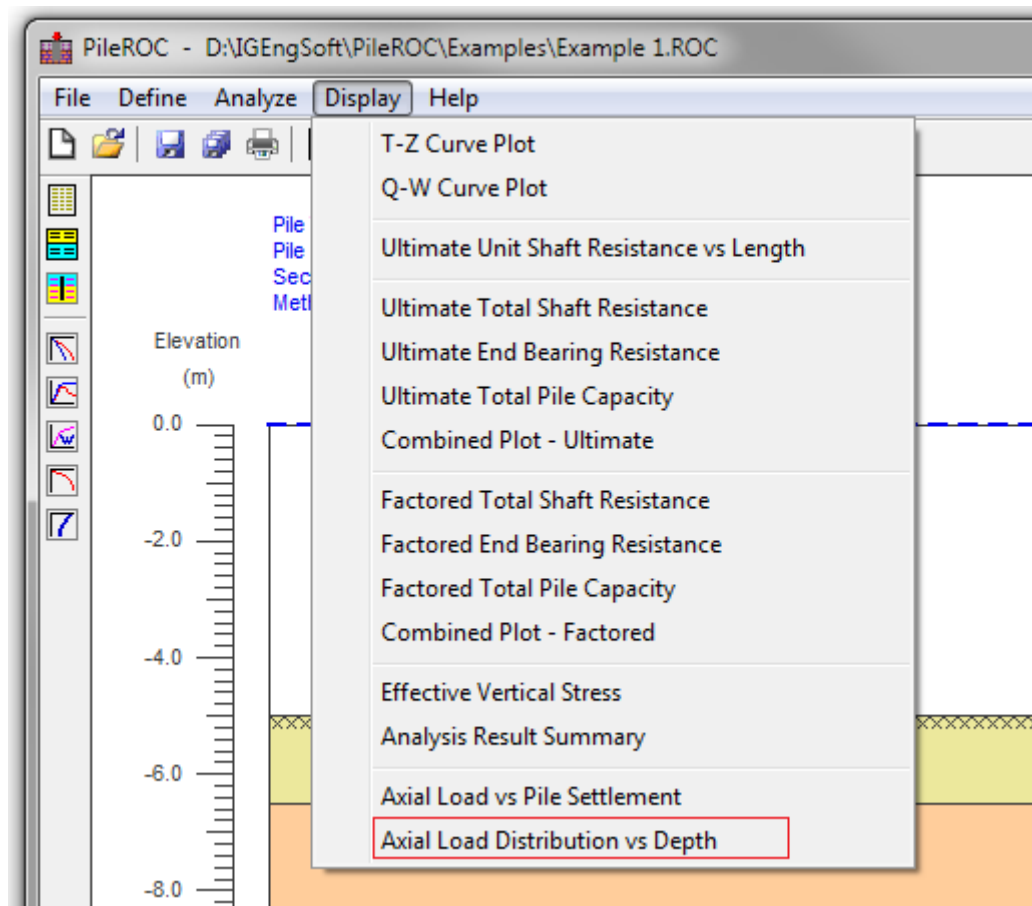 PileROC - D:\IGEngSoft\PileROC\Examples\Example 1.ROC
File Define Analyze Display Help
T-Z Curve Plot
Q-W Curve Plot
Ultimate Unit Shaft Resistance vs Length
Ultimate Total Shaft Resistance
Ultimate End Bearing Resistance
Ultimate Total Pile Capacity
Combined Plot - Ultimate
Factored Total Shaft Resistance
Factored End Bearing Resistance
Factored Total Pile Capacity
Combined Plot - Factored
Effective Vertical Stress
Analysis Result Summary
Axial Load vs Pile Settlement
Axial Load Distribution vs Depth
Pile
Pile
Sec
Met
Elevation
(m)
0.0
-2.0
-4.0
-6.0
-8.0